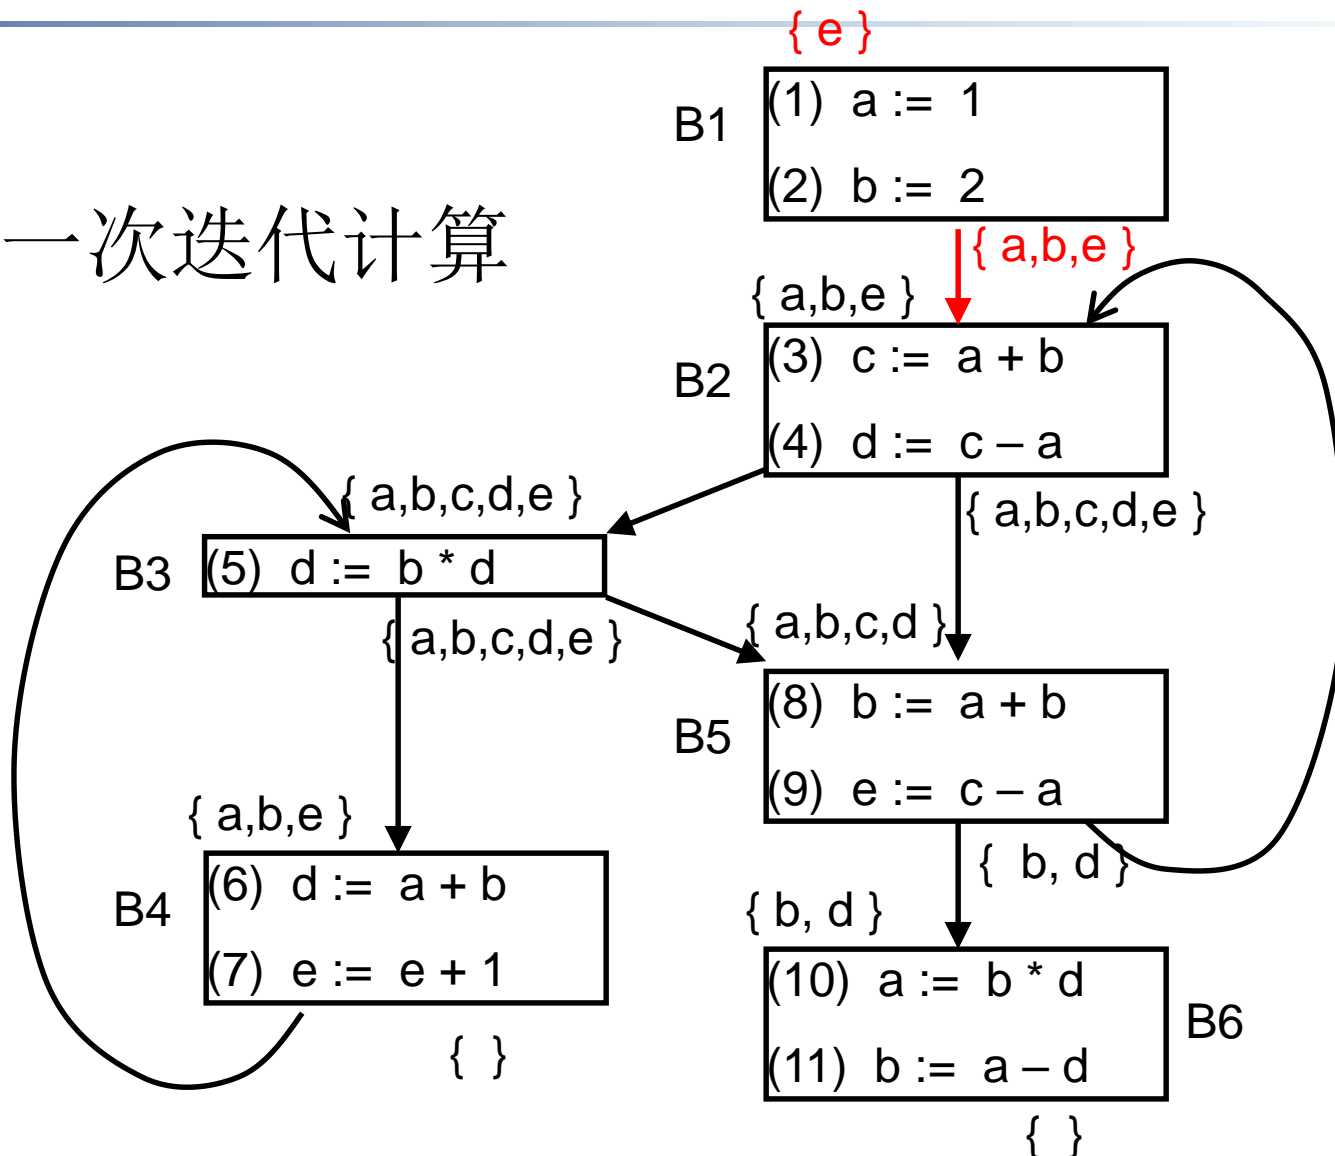 { e }
B1
(1) a := 1
(2) b := 2
一次迭代计算
{ a,b,e }
{ a,b,e }
B2
(3) c := a + b
(4) d := c – a
{ a,b,c,d,e }
{ a,b,c,d,e }
B3
(5) d := b * d
{ a,b,c,d }
{ a,b,c,d,e }
B5
(8) b := a + b
(9) e := c – a
{ a,b,e }
{ b, d }
B4
(6) d := a + b
(7) e := e + 1
{ }
{ b, d }
(10) a := b * d
(11) b := a – d
B6
{ }